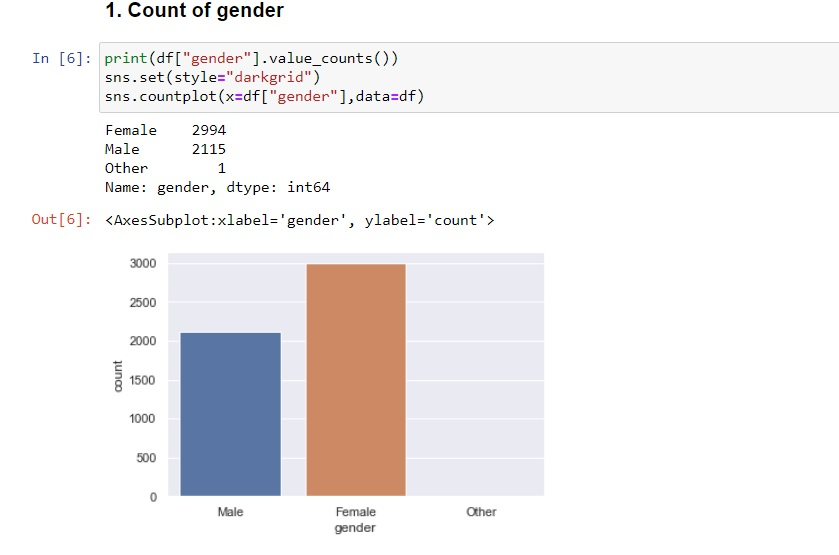 1. Count of gender
In [6]: print(df["gender"].value_counts())
sns.set(style="darkgrid")
sns.countplot(x=df["gender"],data=df)
Female 2994
Male 2115
Other 1
Name: gender, dtype: int64
Out[6]: <AxesSubplot:xlabel='gender', ylabel='count'>
3000
2500
2000
1500
1000
500
0
count
Male Female Other
gender